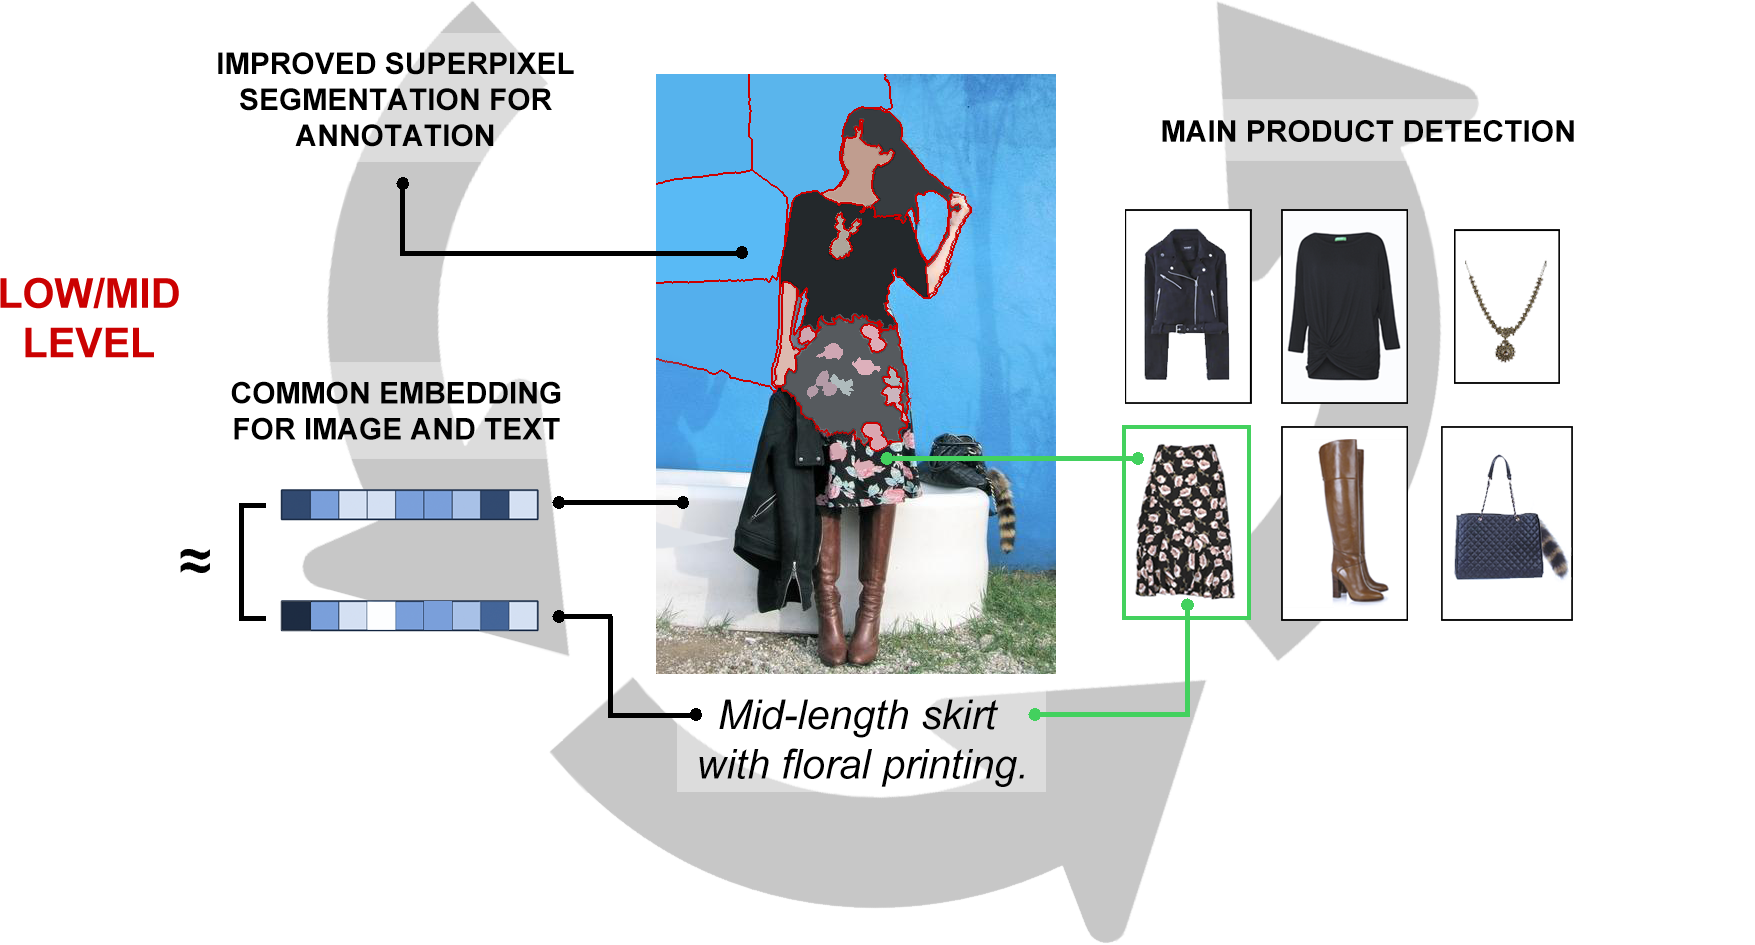 IMPROVED SUPERPIXEL
SEGMENTATION FOR
ANNOTATION
MAIN PRODUCT DETECTION
LOW/MID
LEVEL
COMMON EMBEDDING
FOR IMAGE AND TEXT
≈
Mid-length skirt
with floral printing.